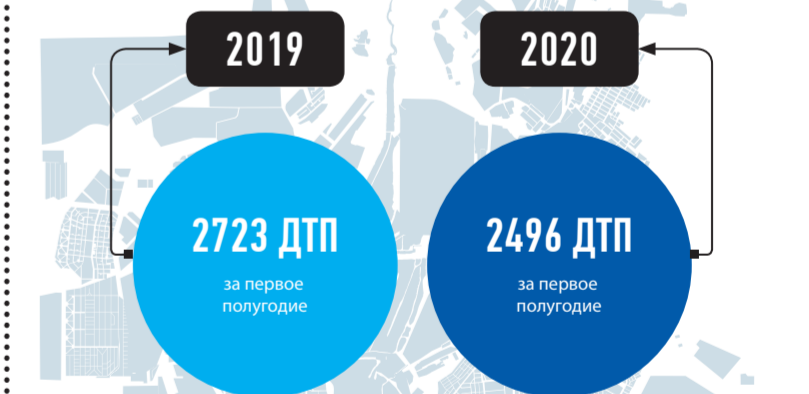 2019
2020
2723 ДТП
за первое
полугодие
2496 ДТП
за первое
полугодие